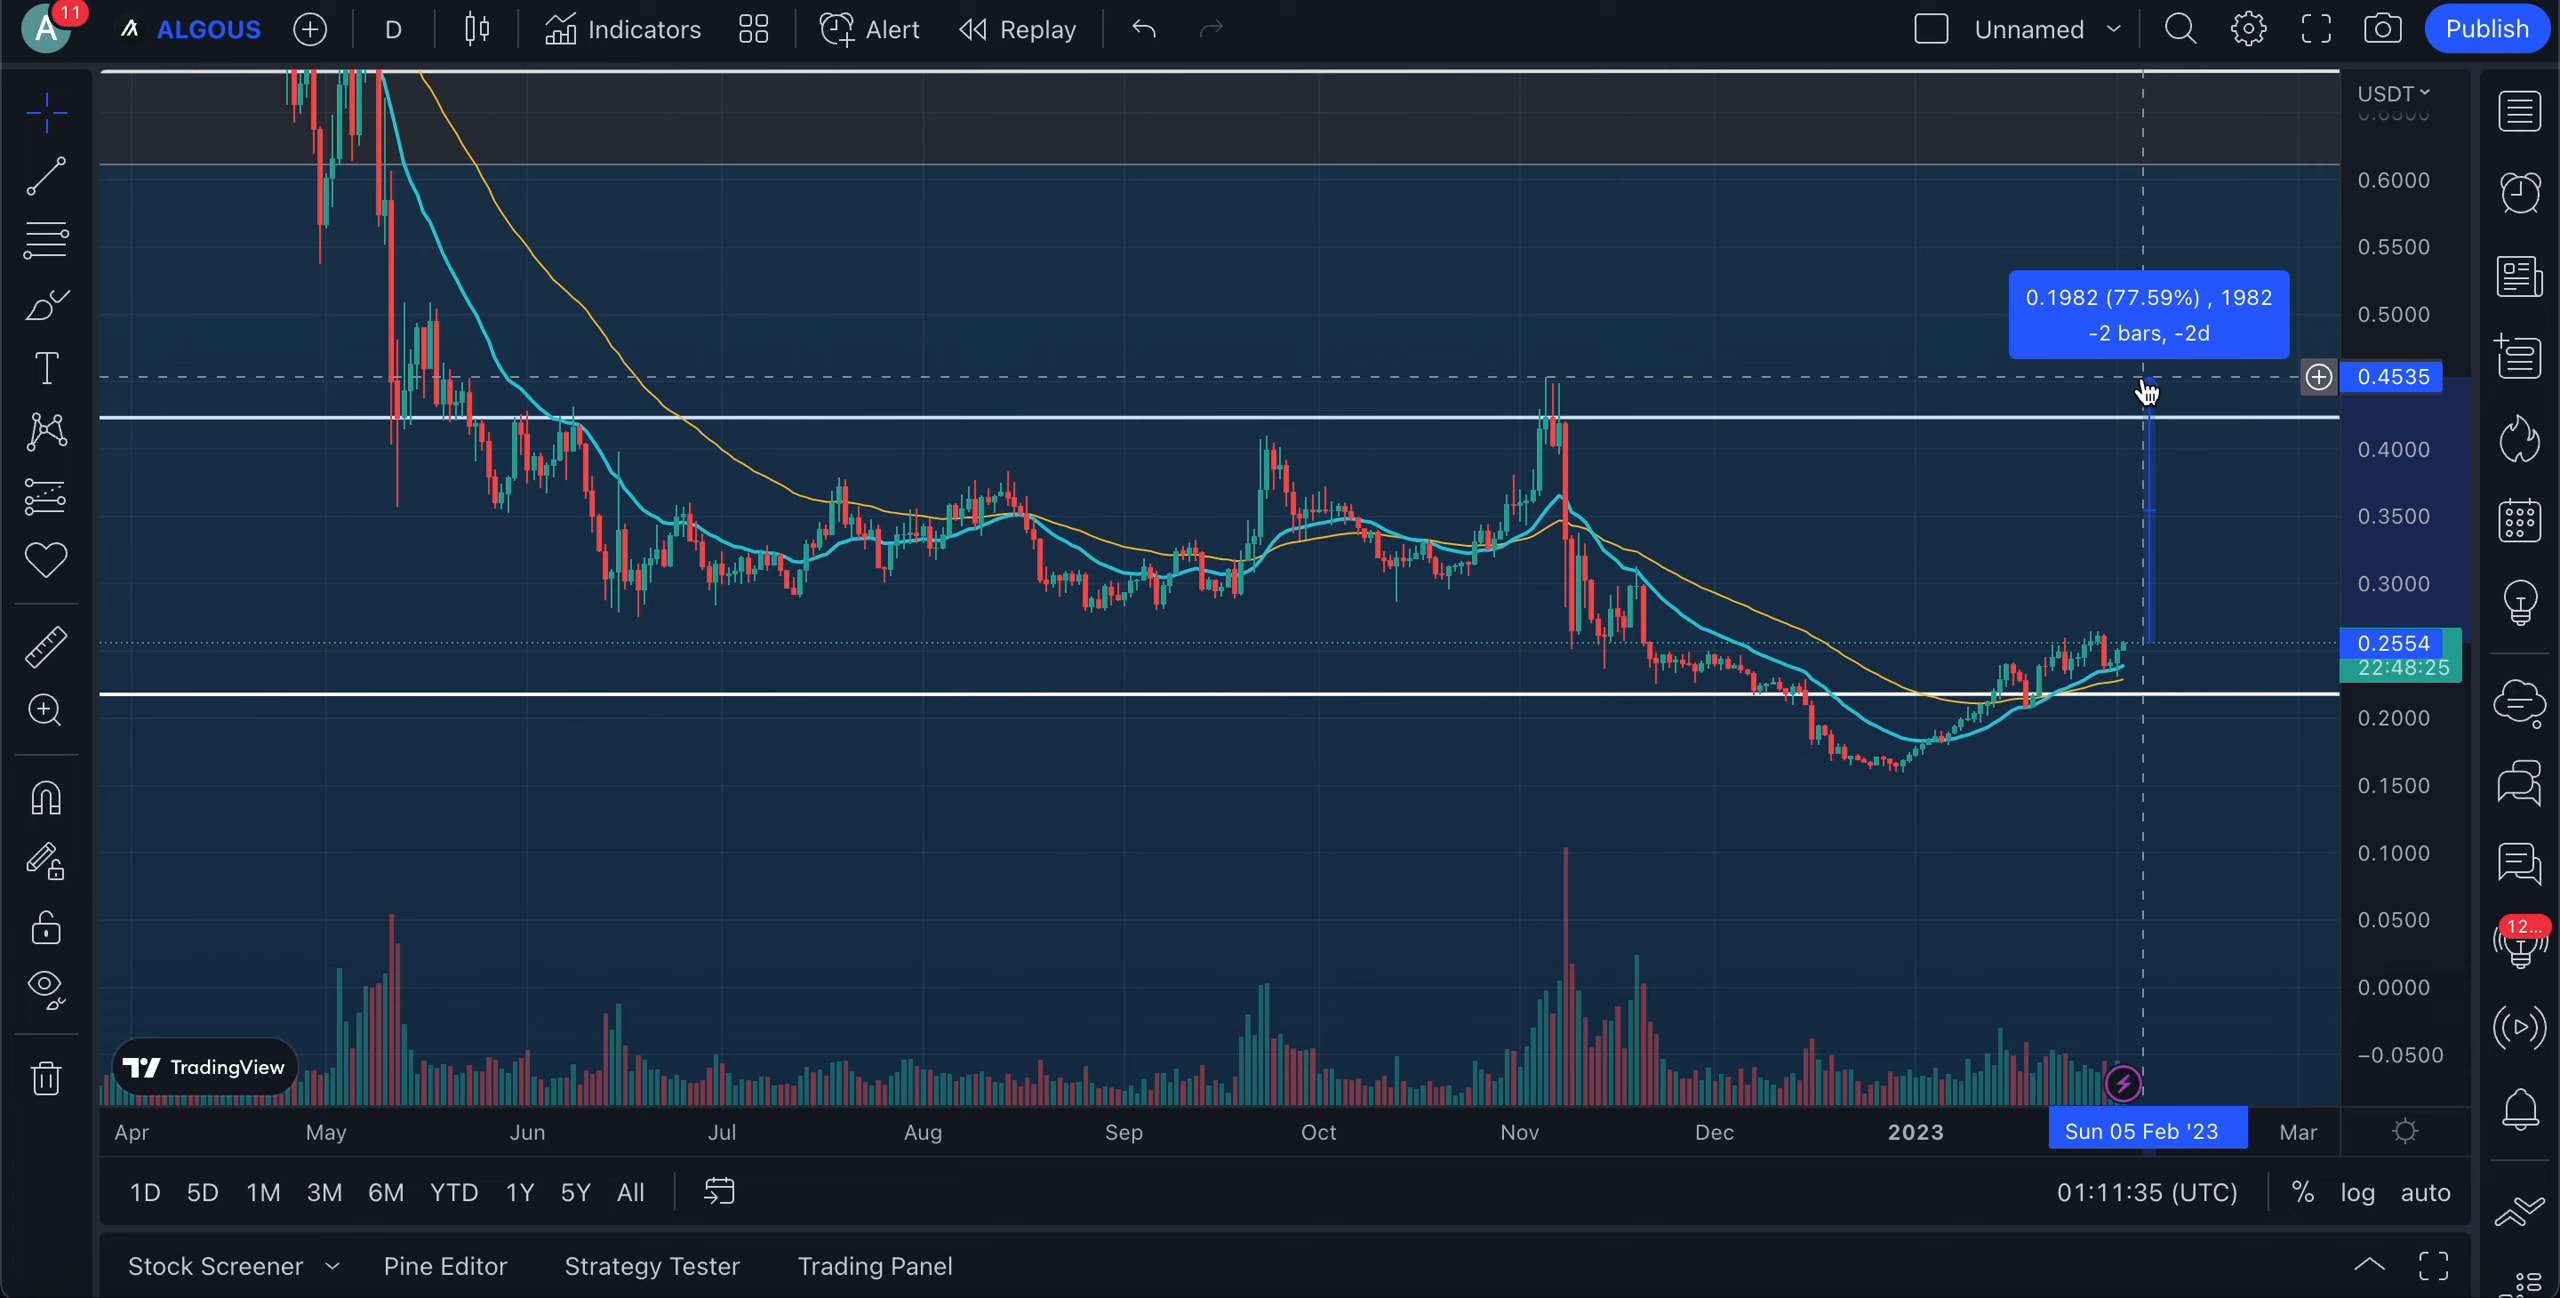 A
11
ALGOUS
D
Indicators
Alert
Replay
Unnamed
Publish
USDT
0.6000
0.5500
0.5000
0.4535
0.4000
0.3500
0.3000
0.2554
22:48:25
0.2000
0.1500
0.1000
0.0500
0.0000
−0.0500
0.1982 (77.59%) , 1982
-2 bars, -2d
T
12...
TradingView
Apr
May
Jun
Jul
Aug
Sep
Oct
Nov
Dec
2023
Sun 05 Feb '23
Mar
1D
5D
1M
3M
6M
YTD
1Y
5Y
All
01:11:35 (UTC)
%
log
auto
Stock Screener
Pine Editor
Strategy Tester
Trading Panel